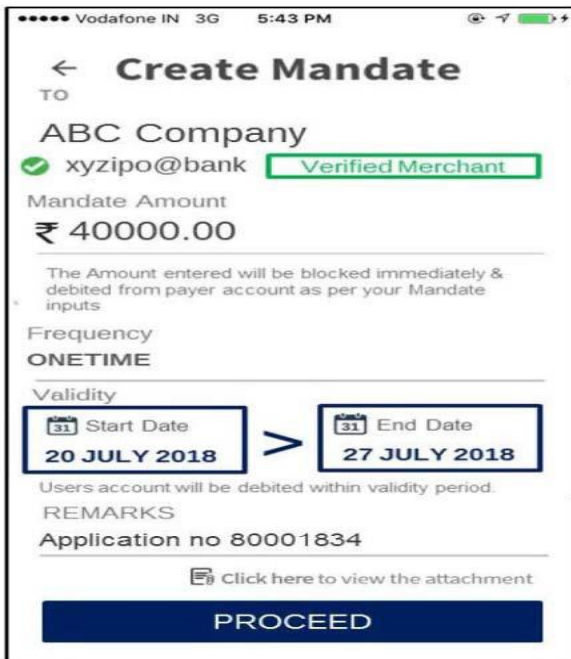 Vodafone IN 3G 5:43 PM
← Create Mandate
TO
ABC Company
xyzipo@bank Verified Merchant
Mandate Amount
₹ 40000.00
The Amount entered will be blocked immediately &
debited from payer account as per your Mandate
inputs
Frequency
ONETIME
Validity
31 Start Date > 31 End Date
20 JULY 2018 27 JULY 2018
Users account will be debited within validity period.
REMARKS
Application no 80001834
Click here to view the attachment
PROCEED